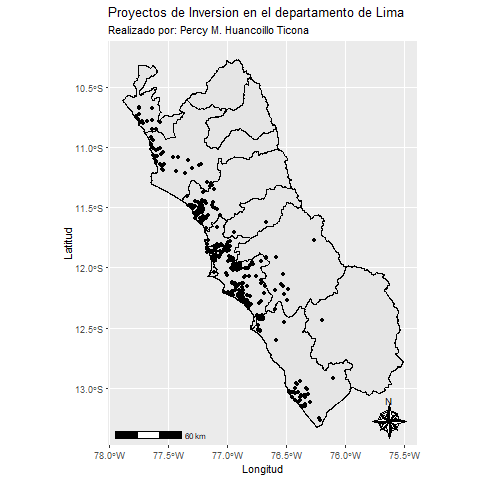 Proyectos de Inversion en el departamento de Lima
Realizado por: Percy M. Huancoillo Ticona
10.5°S
11.0°S
11.5°S
12.0°S
12.5°S
13.0°S
Latitud
N
60 km
78.0°W
77.5°W
77.0°W
76.5°W
76.0°W
75.5°W
Longitud